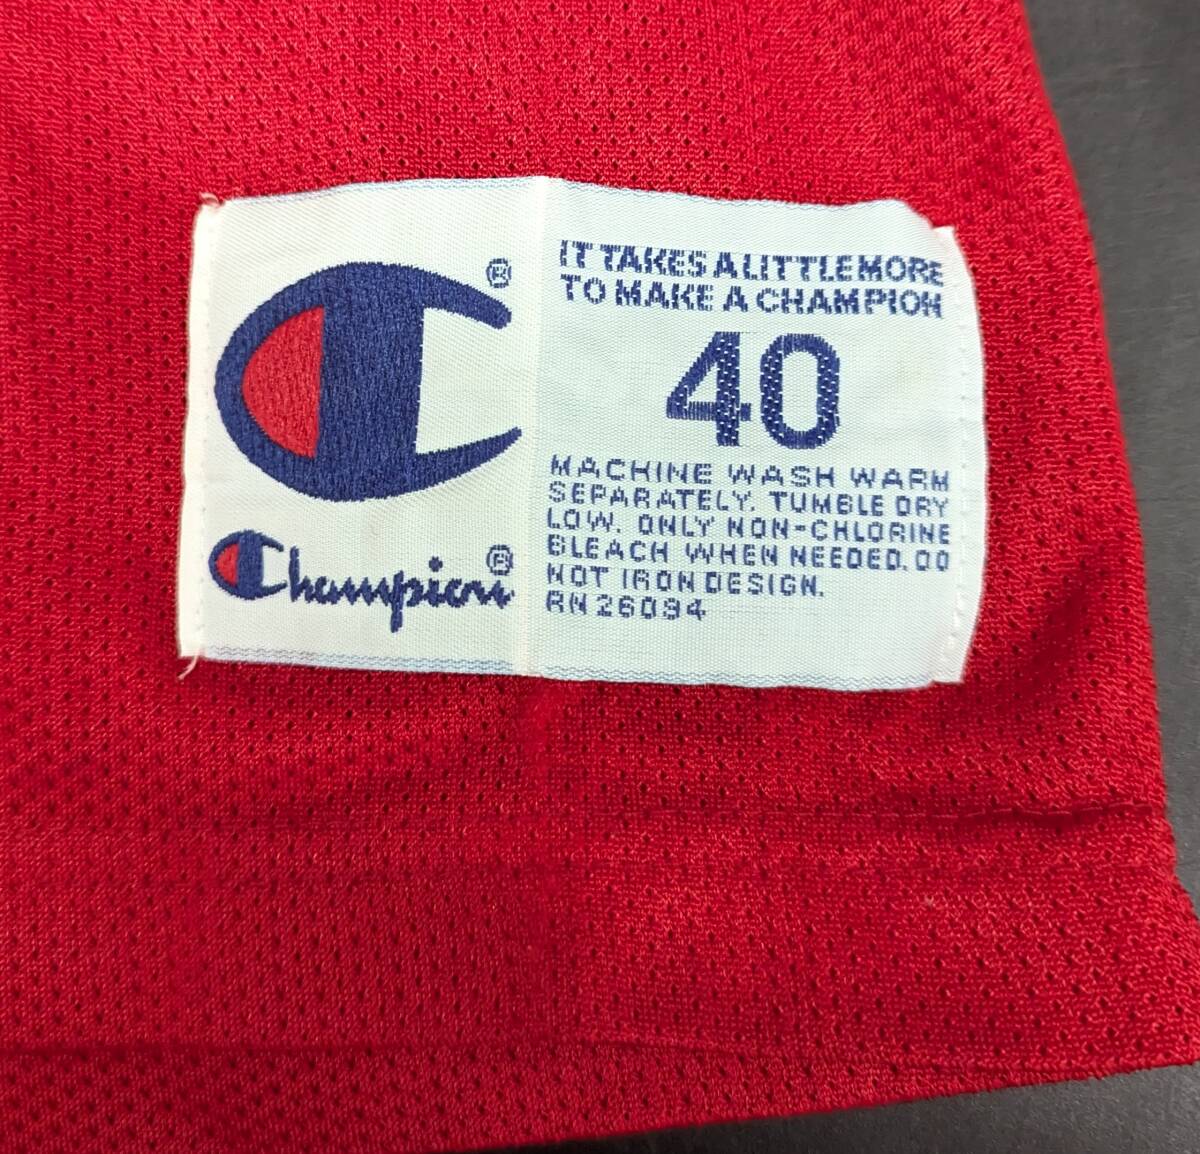 ®
Champion®
IT TAKES A LITTLE MORE
TO MAKE A CHAMPION
40
MACHINE WASH WARM
SEPARATELY. TUMBLE DRY
LOW. ONLY NON-CHLORINE
BLEACH WHEN NEEDED. DO
NOT IRON DESIGN.
RN 26094